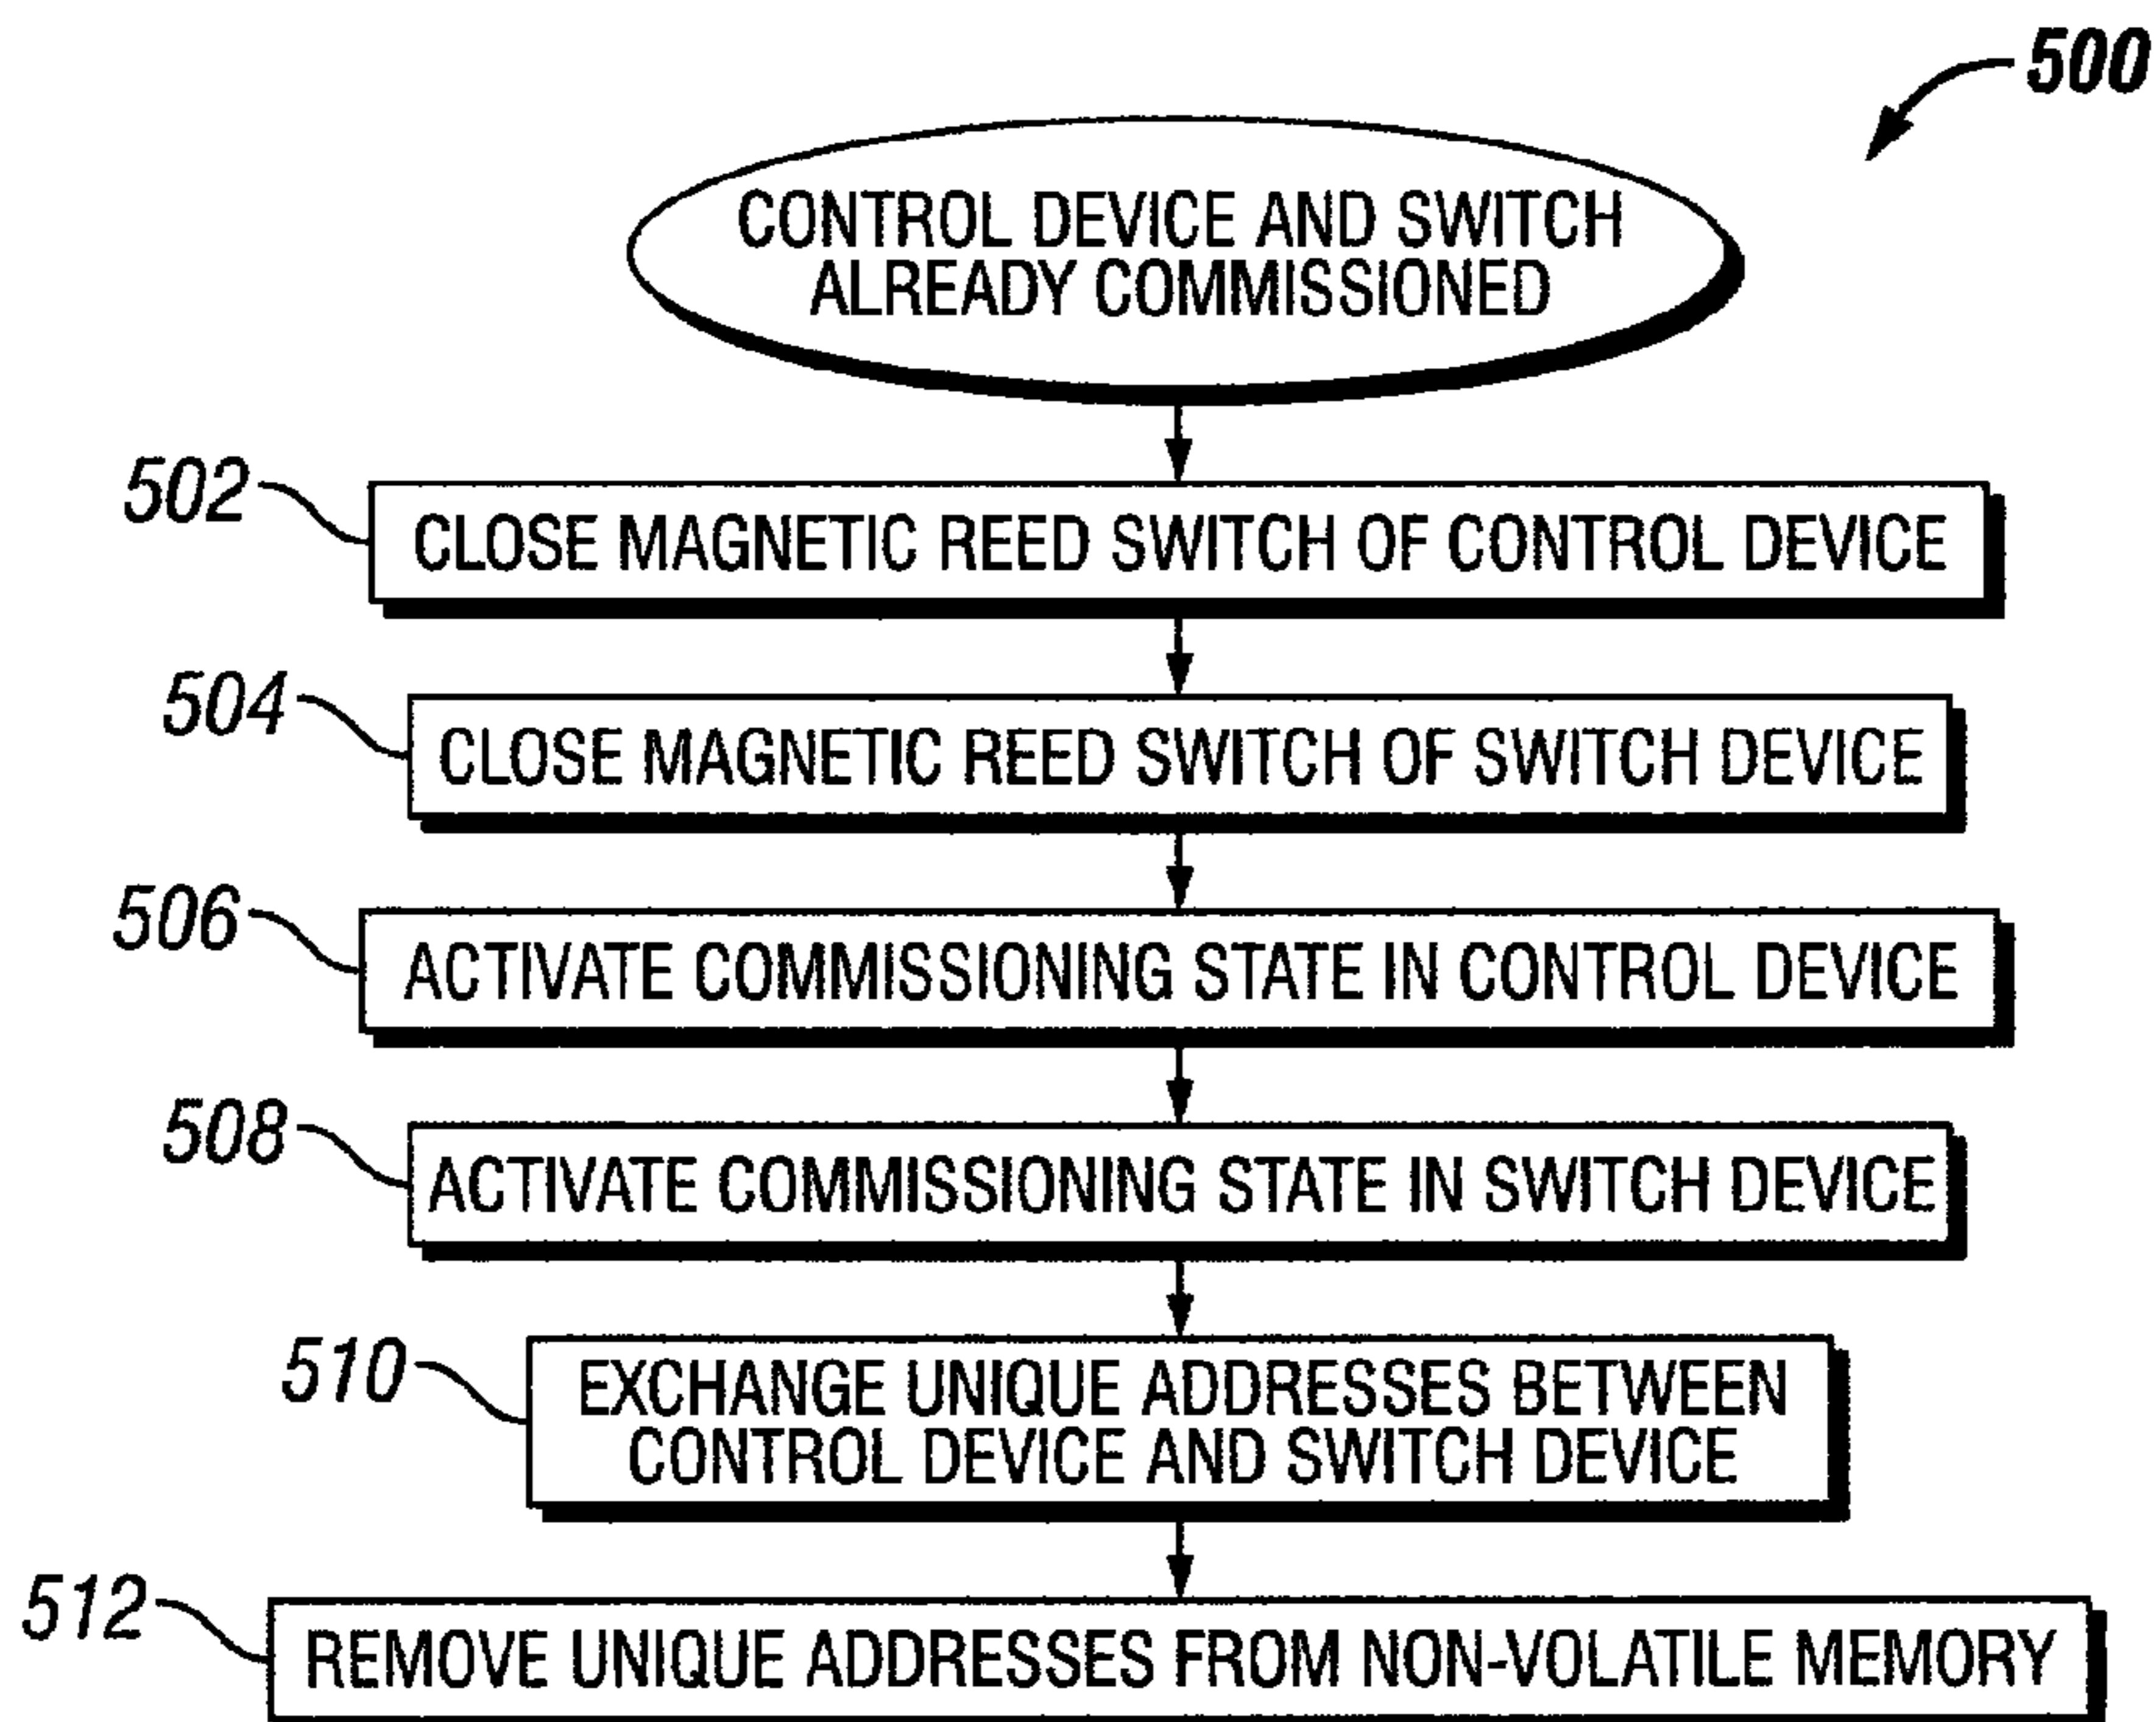 500
CONTROL DEVICE AND SWITCH
ALREADY COMMISSIONED
502
CLOSE MAGNETIC REED SWITCH OF CONTROL DEVICE
504
CLOSE MAGNETIC REED SWITCH OF SWITCH DEVICE
506
ACTIVATE COMMISSIONING STATE IN CONTROL DEVICE
508
ACTIVATE COMMISSIONING STATE IN SWITCH DEVICE
510
EXCHANGE UNIQUE ADDRESSES BETWEEN
CONTROL DEVICE AND SWITCH DEVICE
512
REMOVE UNIQUE ADDRESSES FROM NON-VOLATILE MEMORY